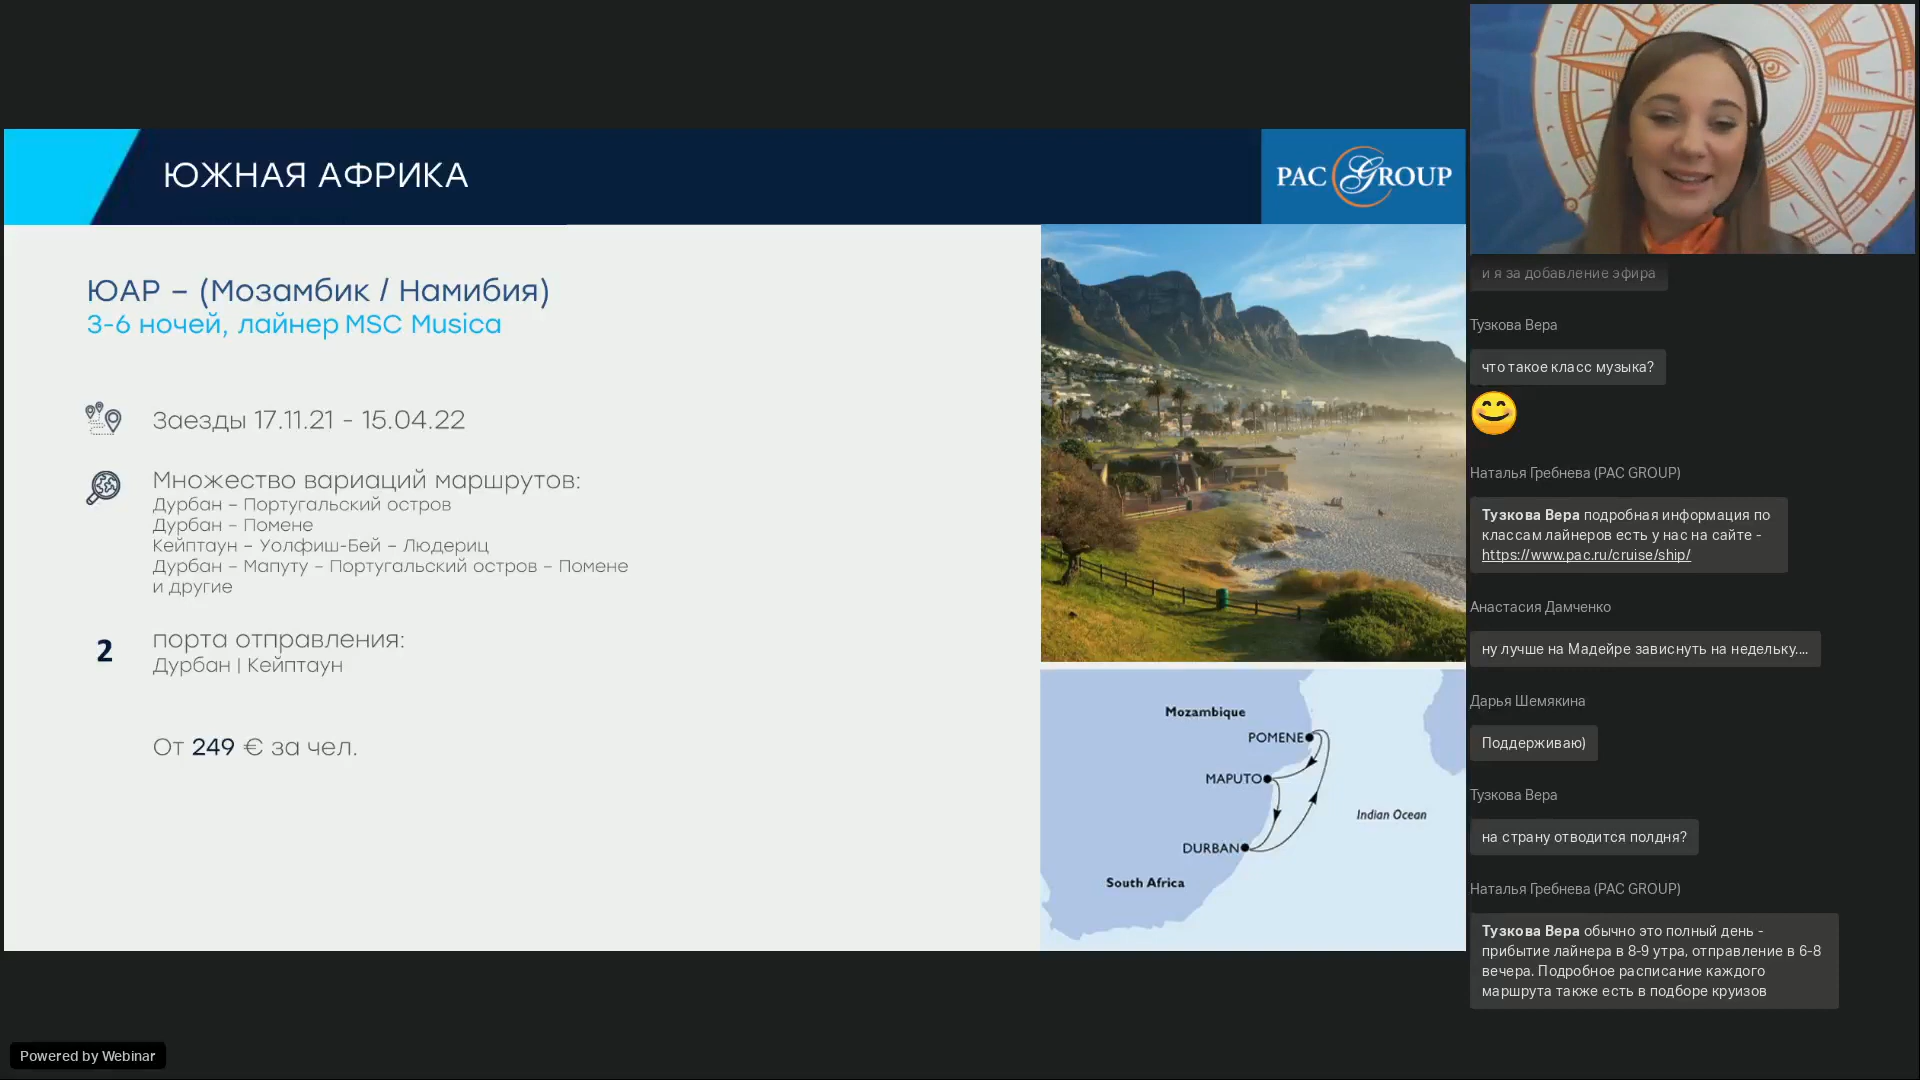 ЮЖНАЯ АФРИКА
PAC GROUP
ЮАР – (Мозамбик / Намибия)
3-6 ночей, лайнер MSC Musica
Заезды 17.11.21 - 15.04.22
Множество вариаций маршрутов:
Дурбан – Португальский остров
Дурбан – Помене
Кейптаун – Уолфиш-Бей – Людериц
Дурбан – Мапуту – Португальский остров – Помене
и другие
2
порта отправления:
Дурбан | Кейптаун
От 249 € за чел.
Mozambique
POMENE
MAPUTO
Indian Ocean
DURBAN
South Africa
и я за добавление эфира
Тузкова Вера
что такое класс музыка?
Наталья Гребнева (PAC GROUP)
Тузкова Вера подробная информация по
классам лайнеров есть у нас на сайте -
https://www.pac.ru/cruise/ship/
Анастасия Дамченко
ну лучше на Мадейре зависнуть на недельку....
Дарья Шемякина
Поддерживаю)
Тузкова Вера
на страну отводится полдня?
Наталья Гребнева (PAC GROUP)
Тузкова Вера обычно это полный день -
прибытие лайнера в 8-9 утра, отправление в 6-8
вечера. Подробное расписание каждого
маршрута также есть в подборе круизов
Powered by Webinar